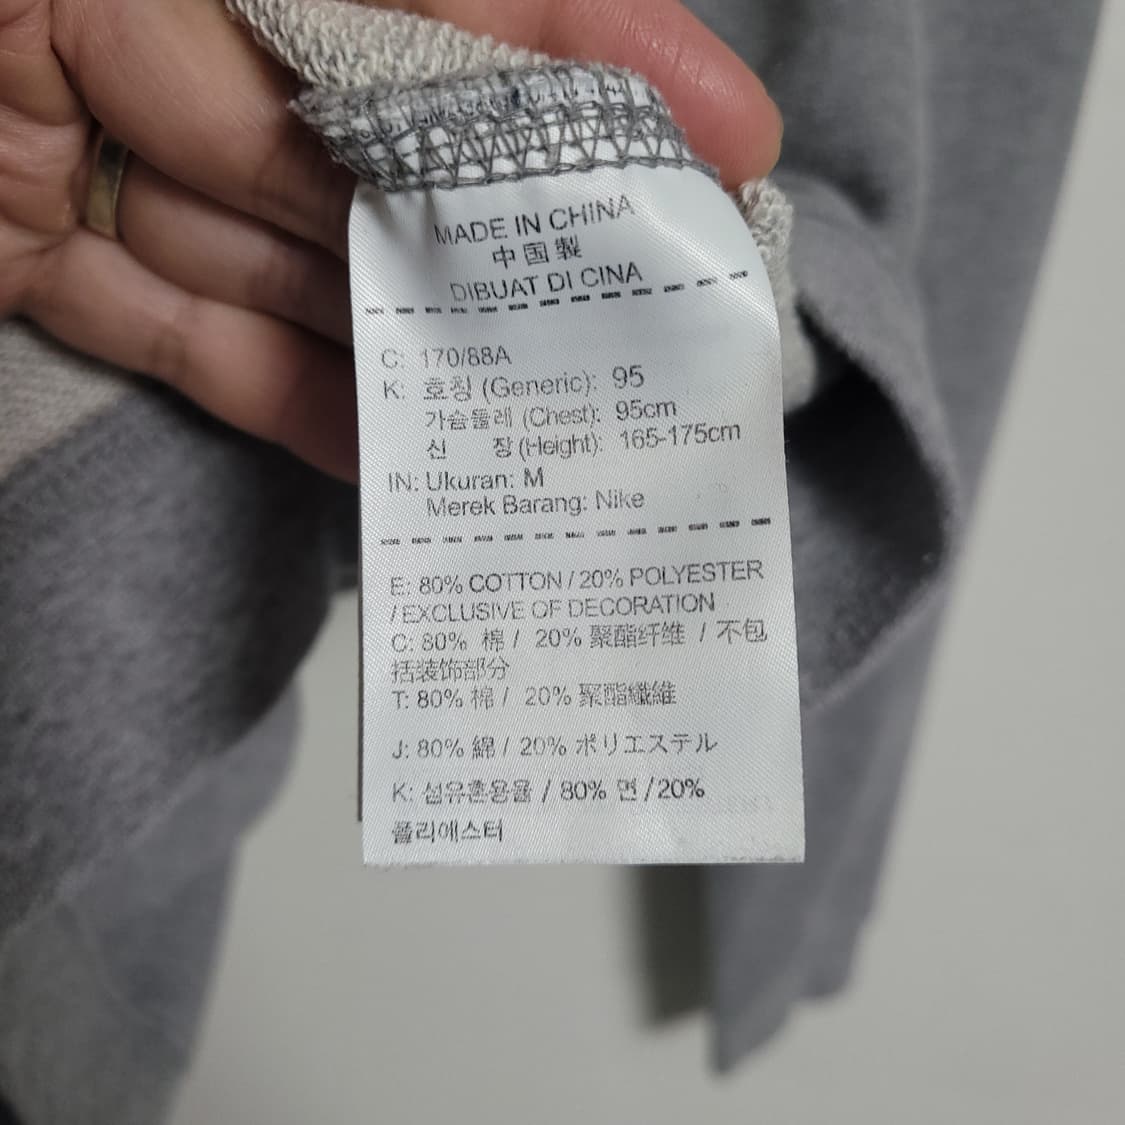 MADE IN CHINA
中国製
DIBUAT DI CINA
C: 170/88A
K: 호칭 (Generic): 95
가슴둘레 (Chest): 95cm
신 장 (Height): 165-175cm
IN: Ukuran: M
Merek Barang: Nike
E: 80% COTTON / 20% POLYESTER
/ EXCLUSIVE OF DECORATION
C: 80% 棉 / 20% 聚酯纤维 / 不包
括装饰部分
T: 80% 棉 / 20% 聚酯纖維
J: 80% 綿 / 20% ポリエステル
K: 섬유혼용율 / 80% 면 / 20%
폴리에스터